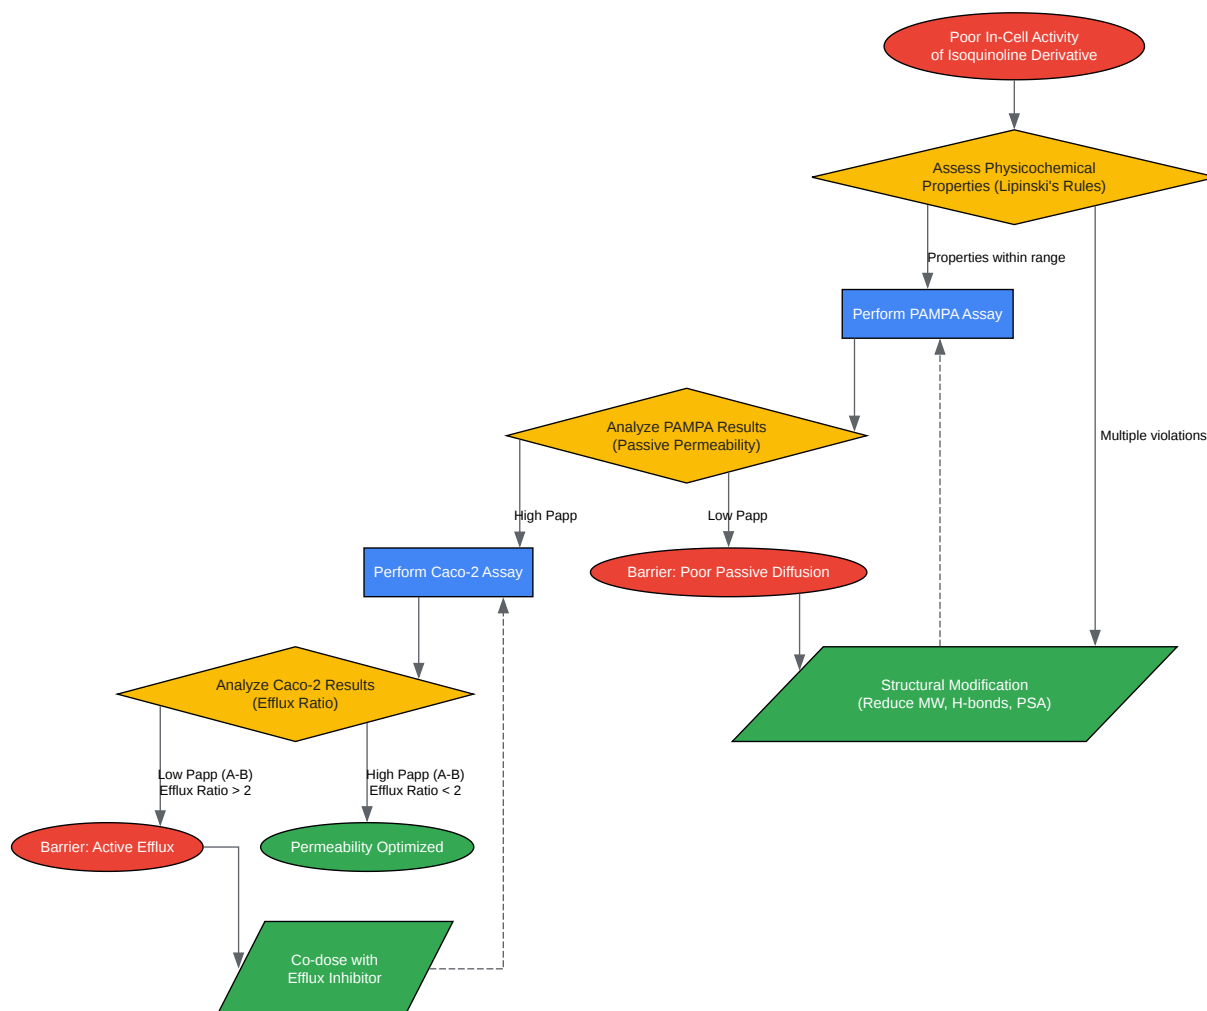 Poor In-Cell Activity
of Isoquinoline Derivative
Assess Physicochemical
Properties (Lipinski's Rules)
Properties within range
Perform PAMPA Assay
Analyze PAMPA Results
(Passive Permeability)
Multiple violations
High Papp
Low Papp
Perform Caco-2 Assay
Barrier: Poor Passive Diffusion
Analyze Caco-2 Results
(Efflux Ratio)
Structural Modification
(Reduce MW, H-bonds, PSA)
Low Papp (A-B)
Efflux Ratio > 2
High Papp (A-B)
Efflux Ratio < 2
Barrier: Active Efflux
Permeability Optimized
Co-dose with
Efflux Inhibitor